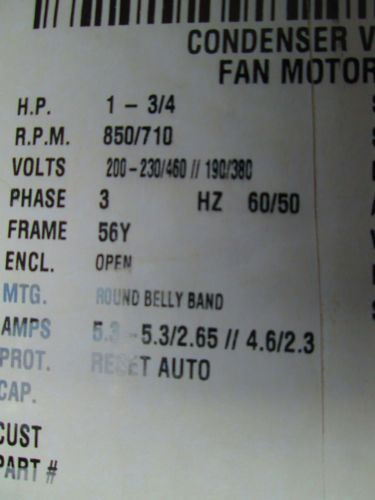 CONDENSER
FAN MOTOR
H.P. 1 - 3/4
R.P.M. 850/710
VOLTS 200-230/460 // 190/380
PHASE 3 HZ 60/50
FRAME 56Y
ENCL. OPEN
MTG. ROUND BELLY BAND
AMPS 5.3 - 5.3/2.65 // 4.6/2.3
PROT. RESET AUTO
CAP.
CUST
PART #